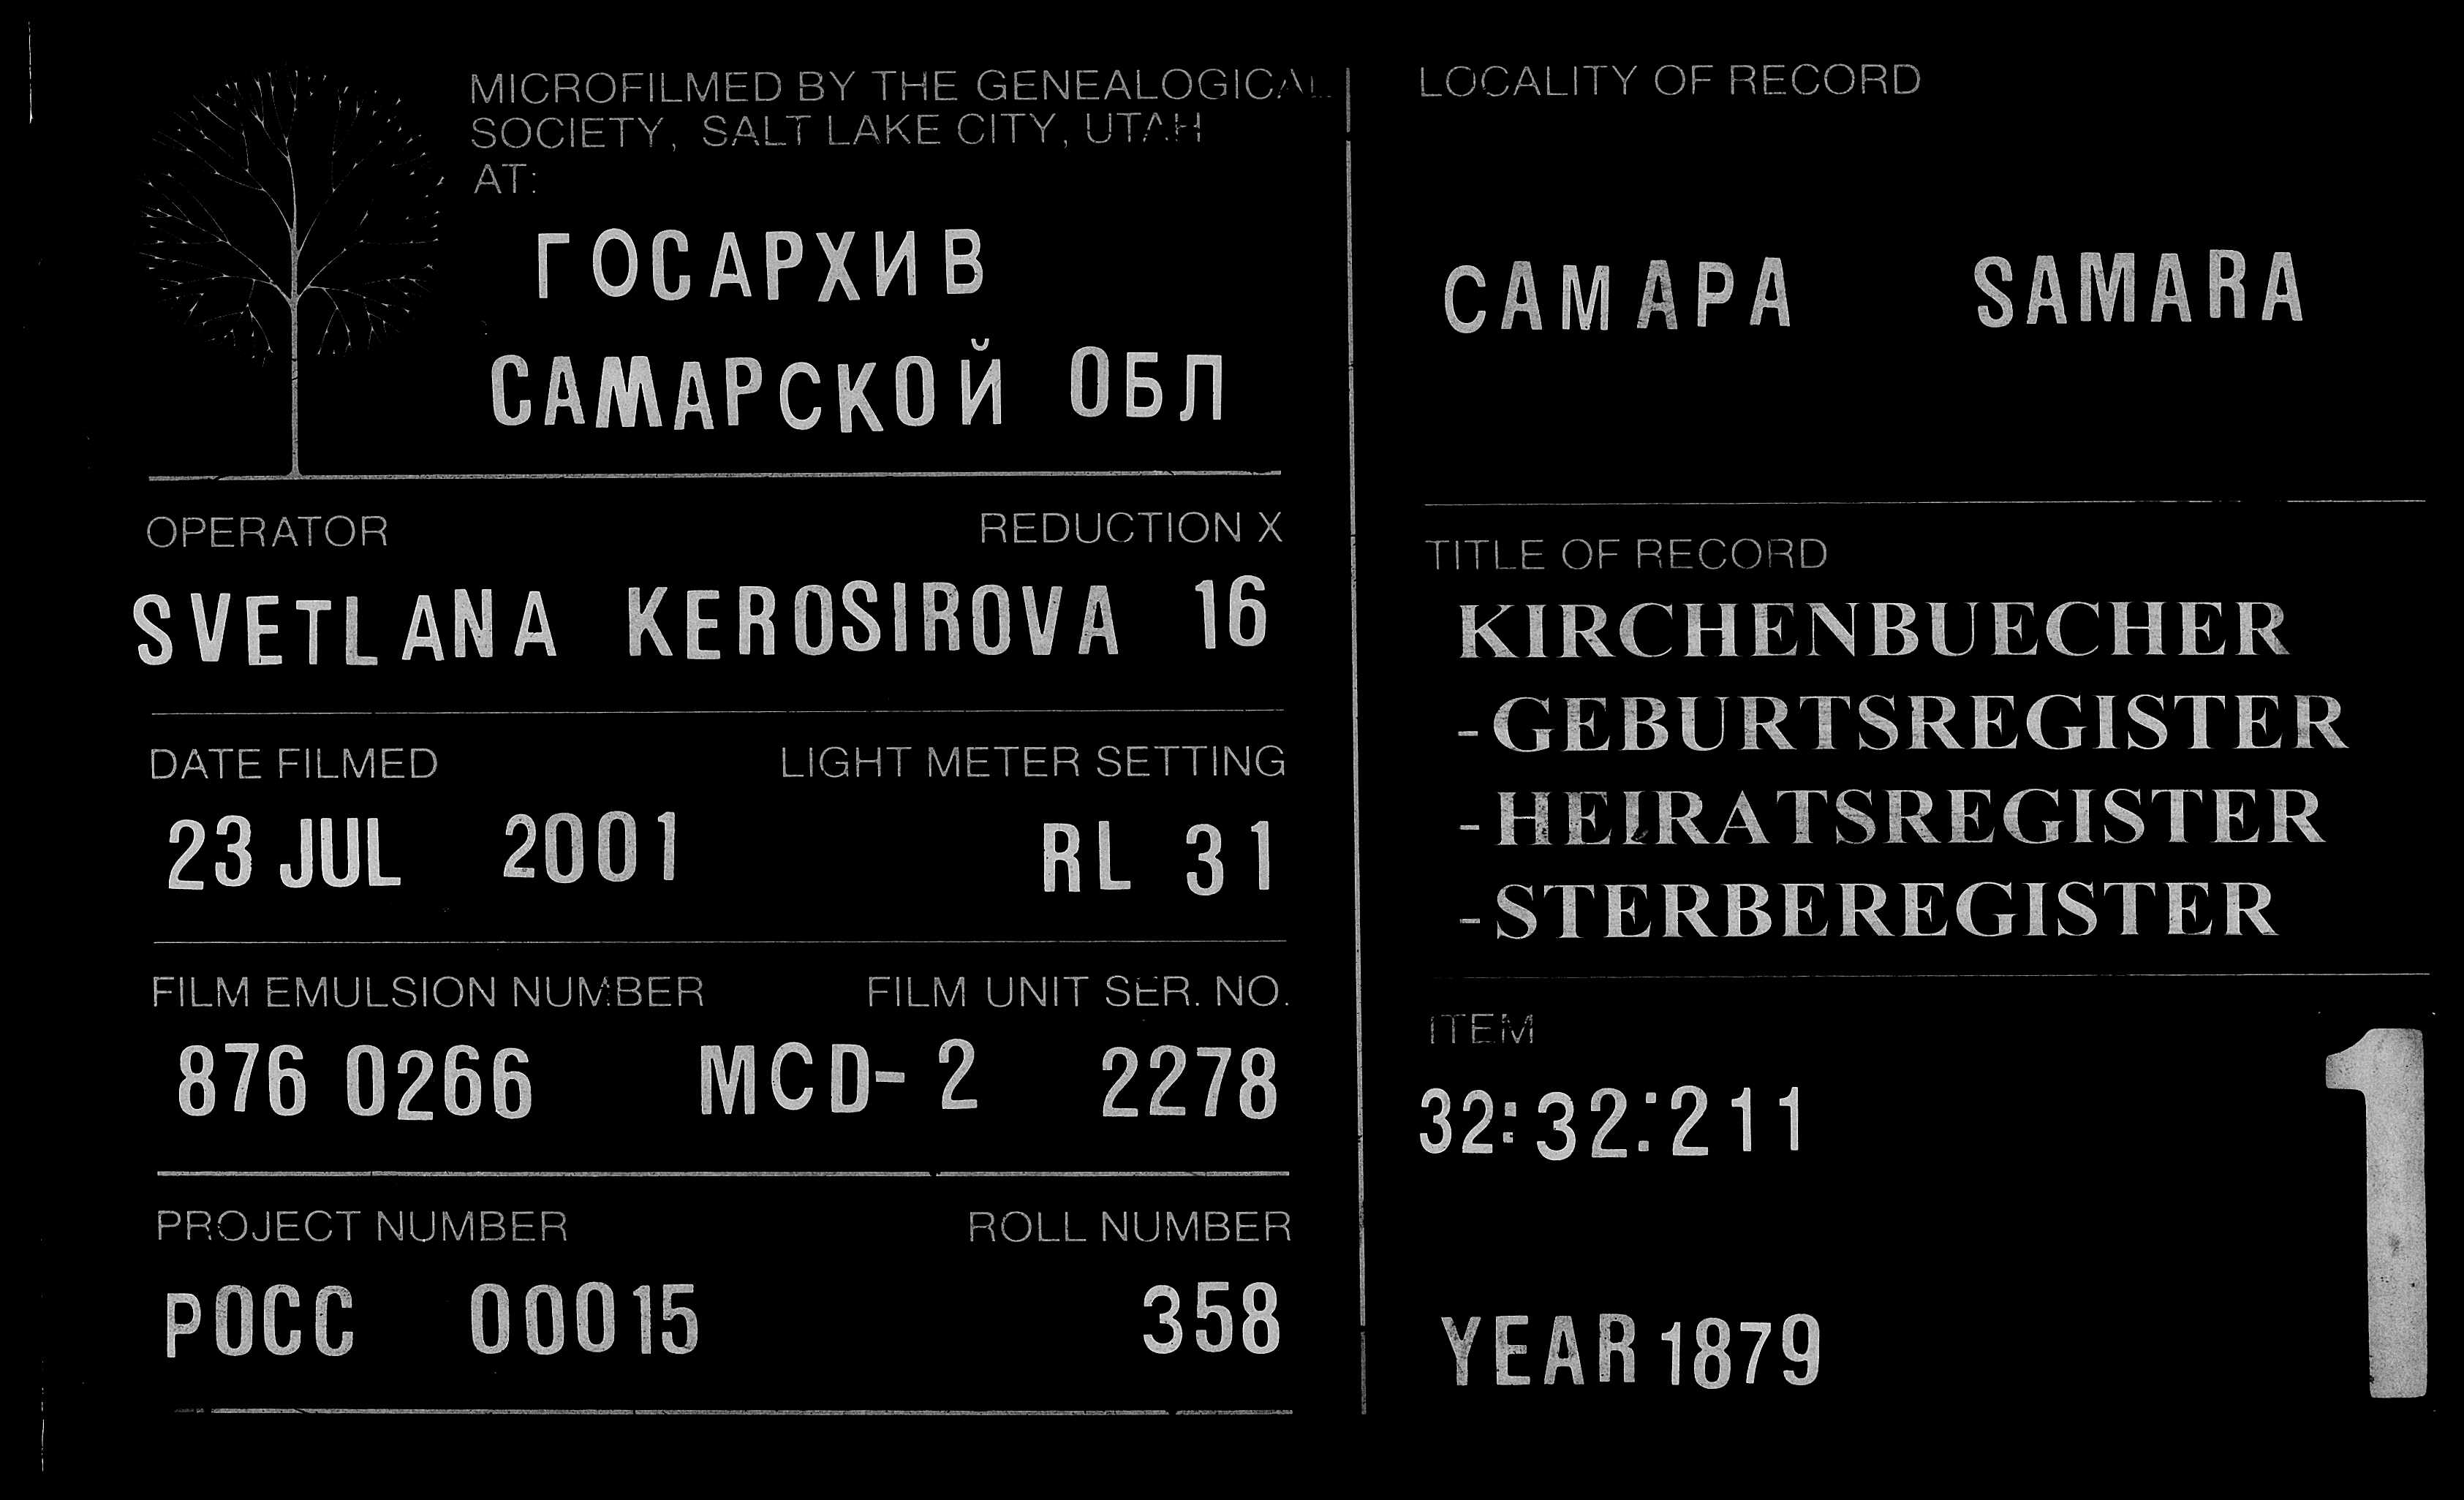 MICROFILMED BY THE GENEALOGICAL
SOCIETY, SALT LAKE CITY, UTAH
AT:
ГОСАРХИВ
САМАРСКОЙ ОБЛ
OPERATOR REDUCTION X
SVETLANA KEROSIROVA 16
DATE FILMED LIGHT METER SETTING
23 JUL 2001 RL 31
FILM EMULSION NUMBER FILM UNIT SER. NO.
876 0266 MCD-2 2278
PROJECT NUMBER ROLL NUMBER
РОСС 00015 358
LOCALITY OF RECORD
САМАРА SAMARA
TITLE OF RECORD
KIRCHENBUECHER
-GEBURTSREGISTER
-HEIRATSREGISTER
-STERBEREGISTER
ITEM
1
32:32:211
YEAR 1879